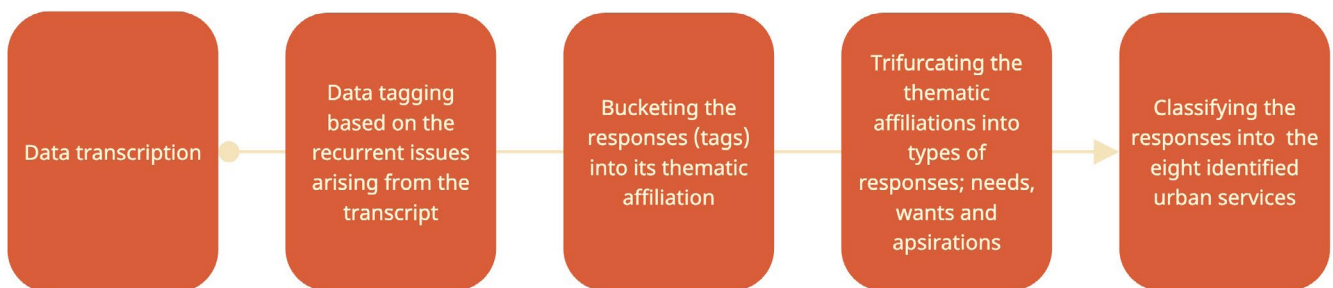 Data transcription
Data tagging
based on the
recurrent issues
arising from the
transcript
Bucketing the
responses (tags)
into its thematic
affiliation
Trifurcating the
thematic
affiliations into
types of
responses; needs,
wants and
apsirations
Classifying the
responses into the
eight identified
urban services